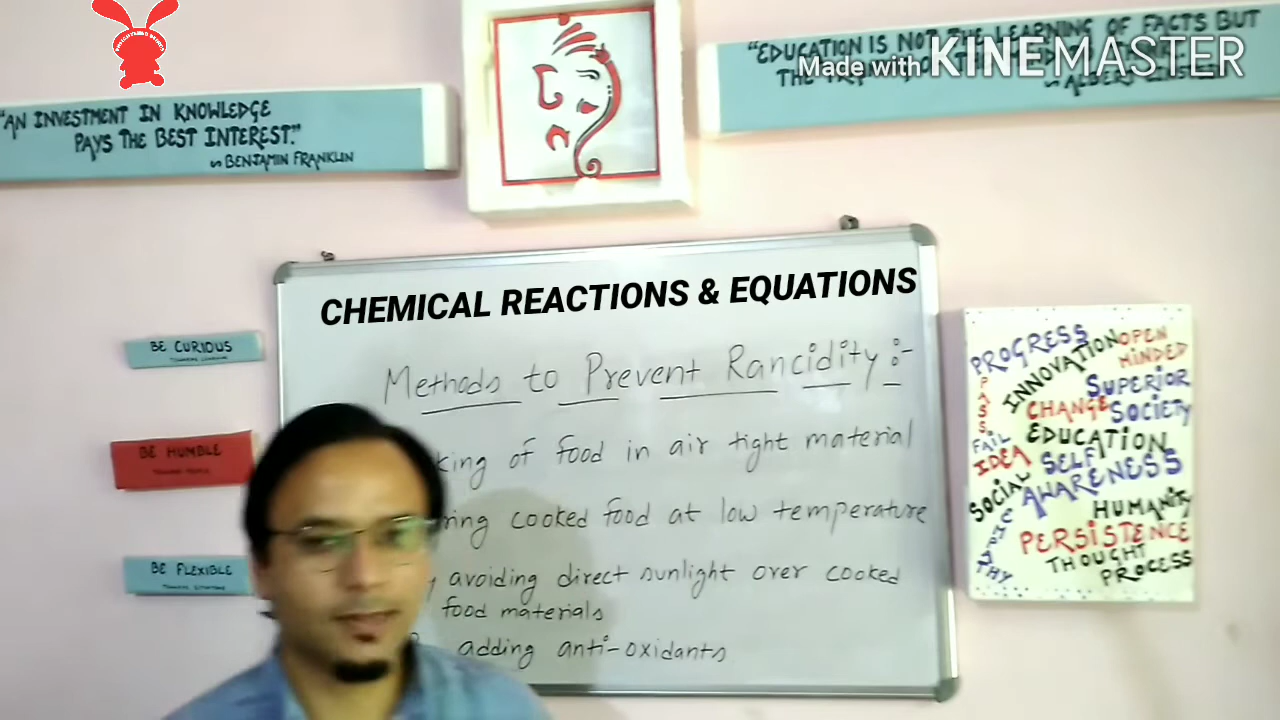 "AN INVESTMENT IN KNOWLEDGE
PAYS THE BEST INTEREST."
~ BENJAMIN FRANKLIN
"EDUCATION IS NOT THE LEARNING OF FACTS BUT
THE
Made with KINEMASTER
CHEMICAL REACTIONS & EQUATIONS
Methods to Prevent Rancidity :-
king of food in air tight material
ring cooked food at low temperature
y avoiding direct sunlight over cooked
food materials
adding anti-oxidants
BE CURIOUS
BE HUMBLE
BE FLEXIBLE
PROGRESS
INNOVATION
OPEN
MINDED
PASS
SUPERIOR
CHANGE
SOCIETY
FAIL
EDUCATION
IDEA
SELF
AWARENESS
SOCIAL
HUMANITY
PERSISTENCE
THOUGHT
PROCESS